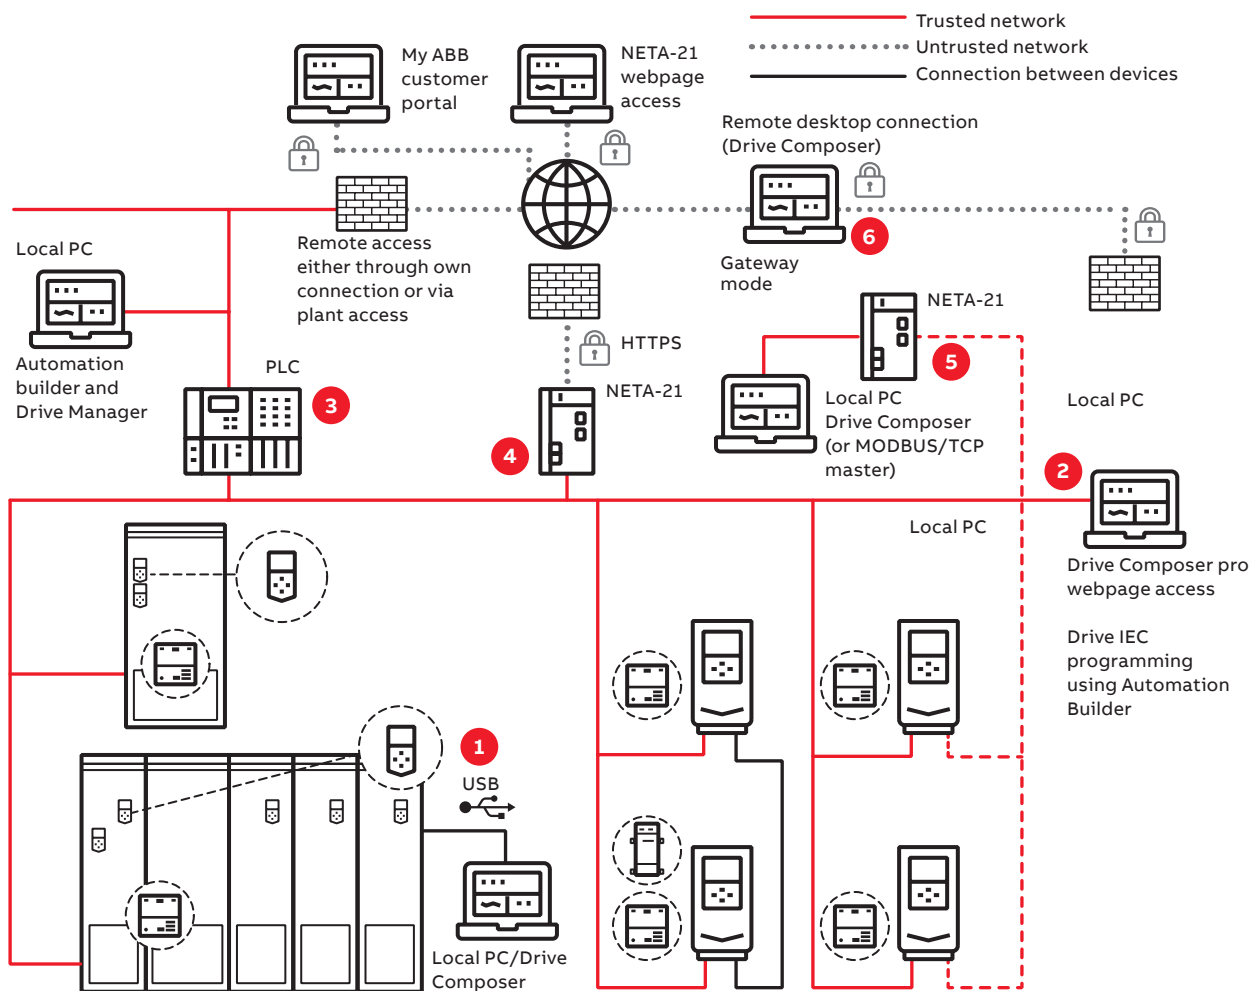 Trusted network
Untrusted network
Connection between devices
My ABB
customer
portal
NETA-21
webpage
access
Remote desktop connection
(Drive Composer)
6
Gateway
mode
Local PC
Remote access
either through own
connection or via
plant access
Automation
builder and
Drive Manager
PLC
3
HTTPS
NETA-21
4
NETA-21
5
Local PC
Drive Composer
(or MODBUS/TCP
master)
Local PC
2
Local PC
Drive Composer pro
webpage access
Drive IEC
programming
using Automation
Builder
1
USB
Local PC/Drive
Composer